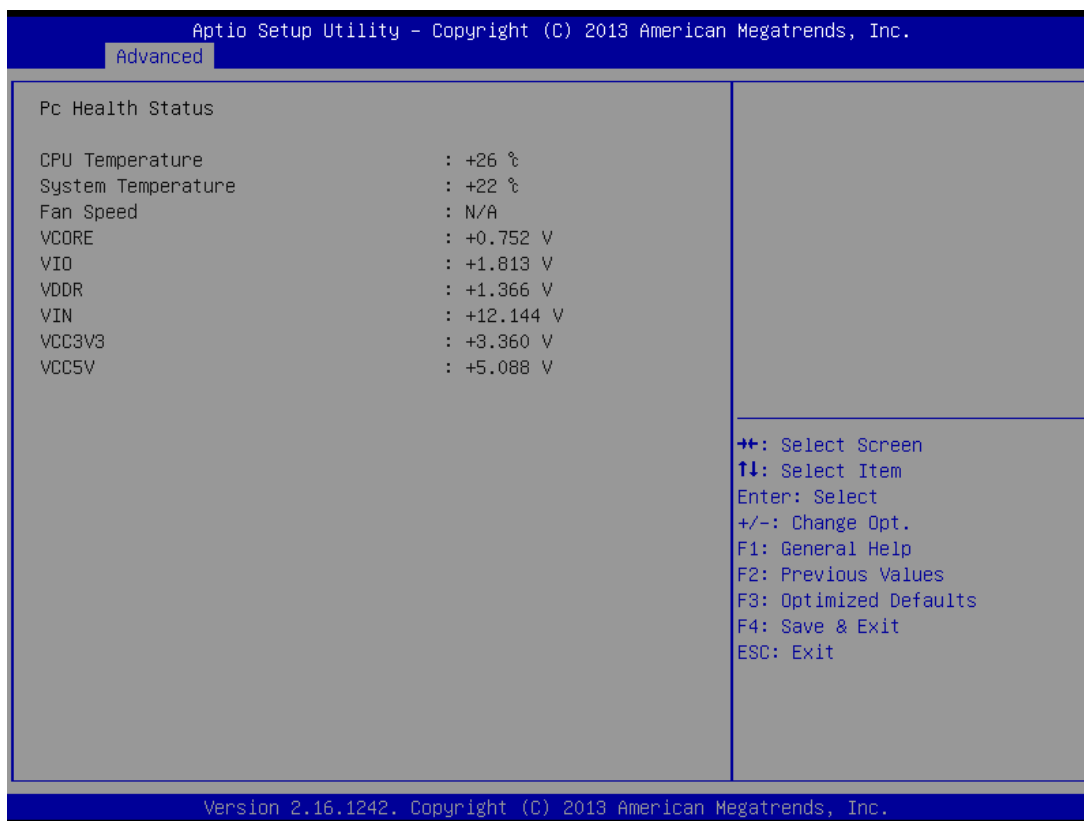 Aptio Setup Utility – Copyright (C) 2013 American Megatrends, Inc.
Advanced
Pc Health Status
CPU Temperature : +26 ℃
System Temperature : +22 ℃
Fan Speed : N/A
VCORE : +0.752 V
VIO : +1.813 V
VDDR : +1.366 V
VIN : +12.144 V
VCC3V3 : +3.360 V
VCC5V : +5.088 V
→←: Select Screen
↑↓: Select Item
Enter: Select
+/-: Change Opt.
F1: General Help
F2: Previous Values
F3: Optimized Defaults
F4: Save & Exit
ESC: Exit
Version 2.16.1242. Copyright (C) 2013 American Megatrends, Inc.